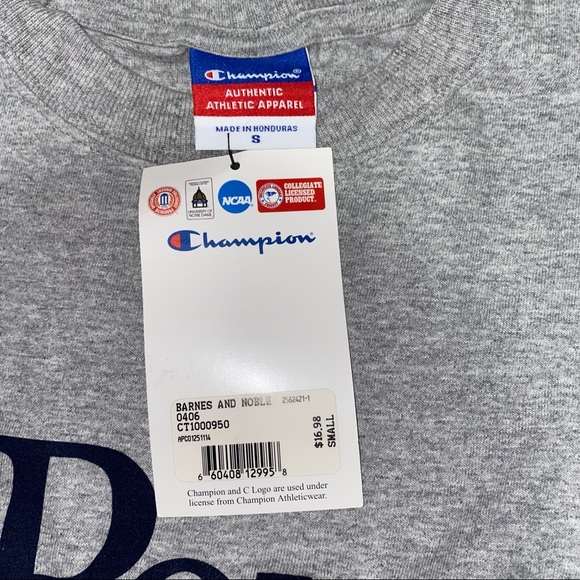 Champion
AUTHENTIC
ATHLETIC APPAREL
MADE IN HONDURAS
S
UNIVERSITY OF
NOTRE DAME
NCAA
COLLEGIATE
LICENSED
PRODUCT.
Champion
BARNES AND NOBLE 2562421-1
0406
CT1000950
APC01251114
$16.98
SMALL
6 60408 12995 8
Champion and C Logo are used under
license from Champion Athleticwear.